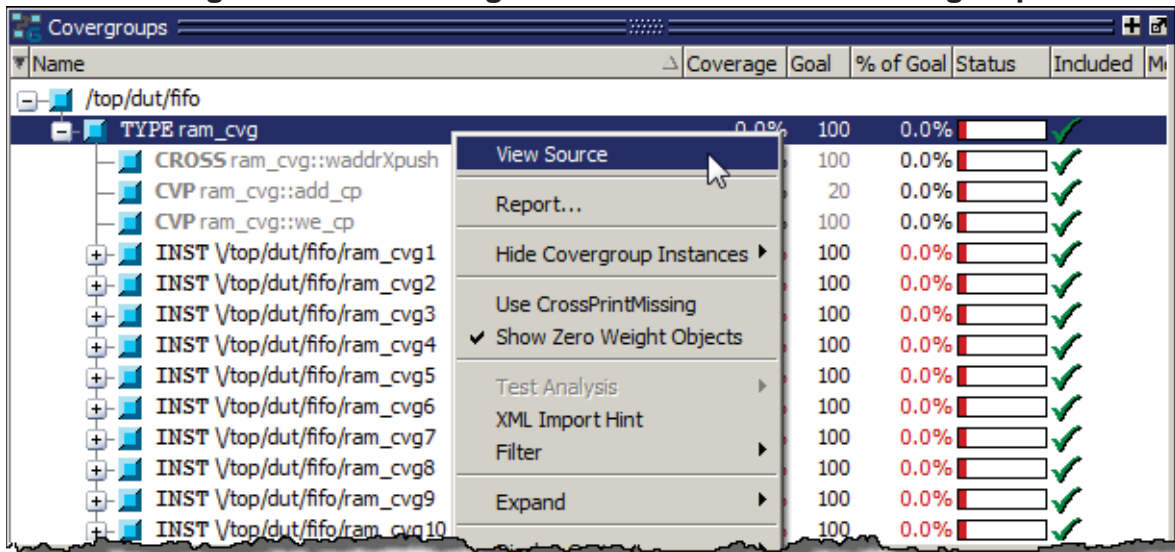 Covergroups
Name Coverage Goal % of Goal Status Included
/top/dut/fifo
TYPE ram_cvg 0.0% 100 0.0%
CROSS ram_cvg::waddrXpush 100 0.0%
CVP ram_cvg::add_cp 20 0.0%
CVP ram_cvg::we_cp 100 0.0%
INST \/top/dut/fifo/ram_cvg1 100 0.0%
INST \/top/dut/fifo/ram_cvg2 100 0.0%
INST \/top/dut/fifo/ram_cvg3 100 0.0%
INST \/top/dut/fifo/ram_cvg4 100 0.0%
INST \/top/dut/fifo/ram_cvg5 100 0.0%
INST \/top/dut/fifo/ram_cvg6 100 0.0%
INST \/top/dut/fifo/ram_cvg7 100 0.0%
INST \/top/dut/fifo/ram_cvg8 100 0.0%
INST \/top/dut/fifo/ram_cvg9 100 0.0%
INST \/top/dut/fifo/ram_cvg10 100 0.0%
View Source
Report...
Hide Covergroup Instances
Use CrossPrintMissing
Show Zero Weight Objects
Test Analysis
XML Import Hint
Filter
Expand